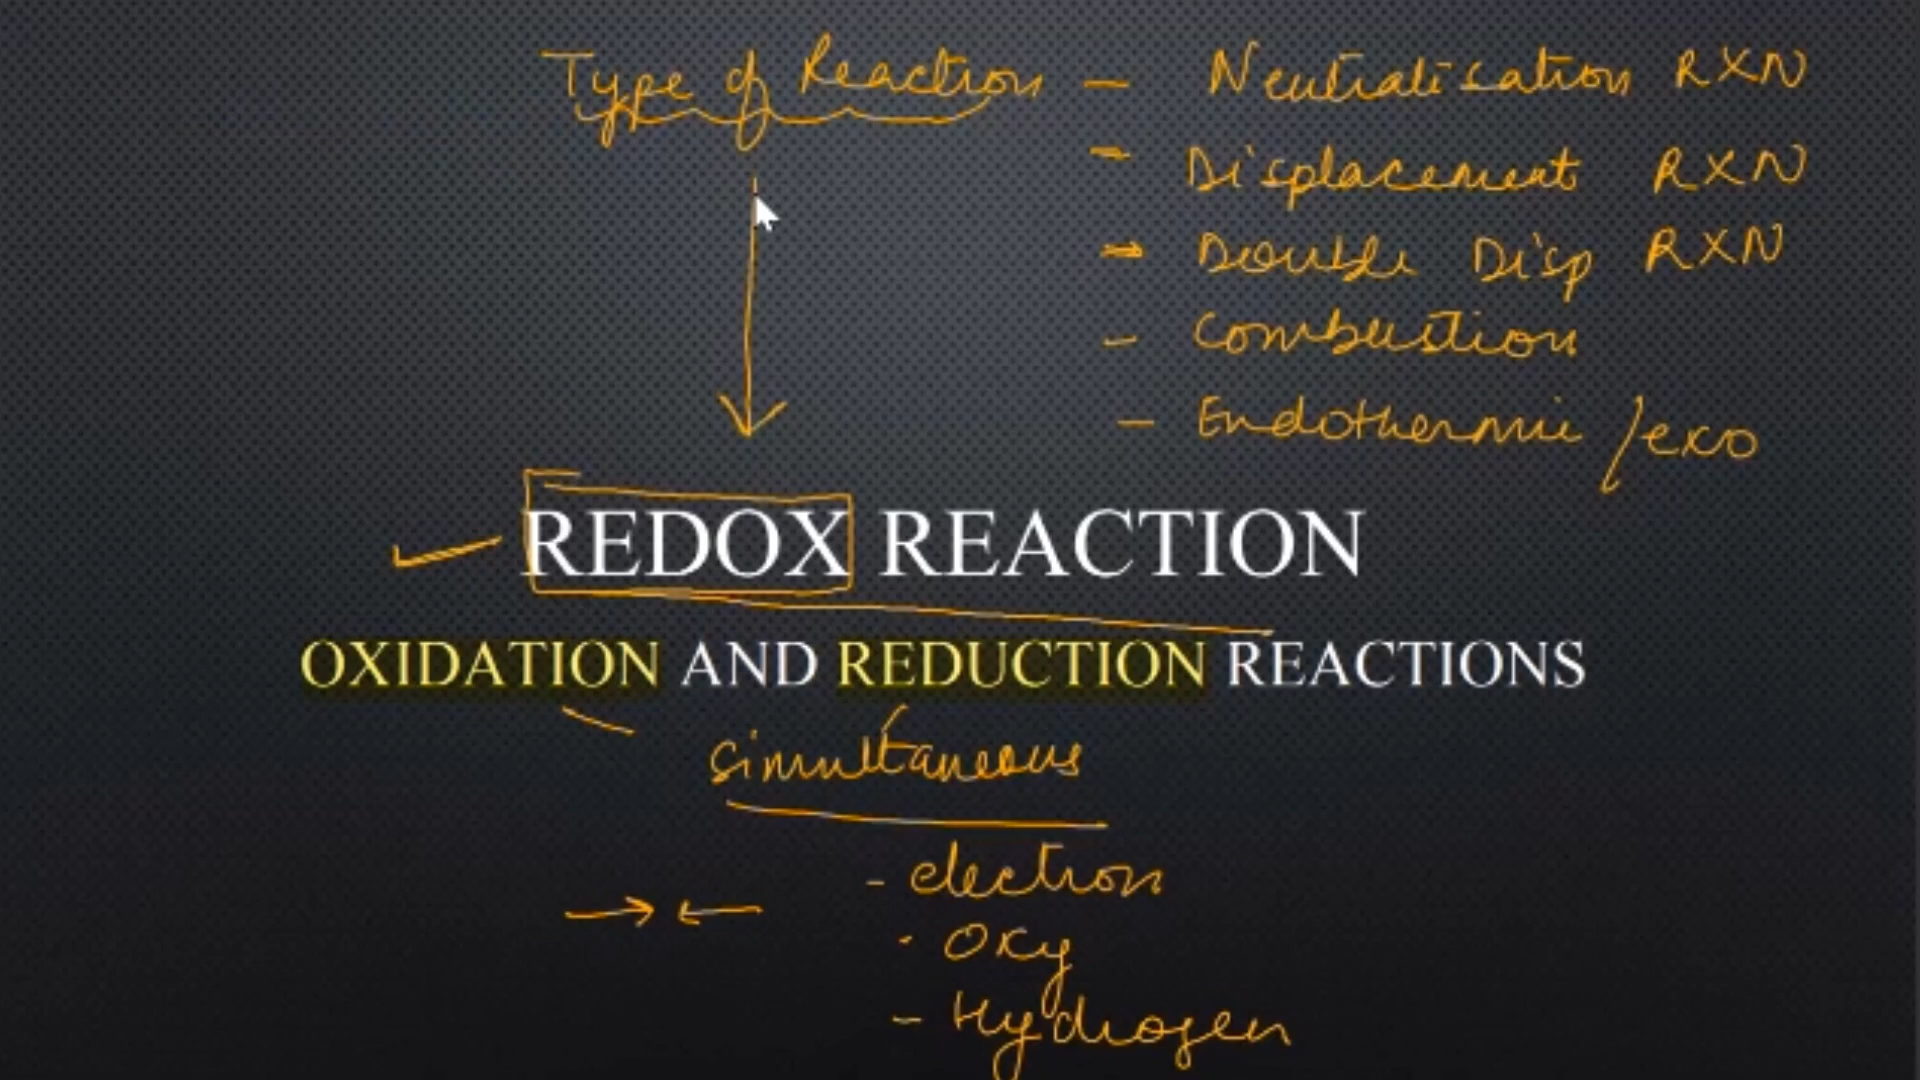 Type of Reaction - Neutralisation RXN
- Displacement RXN
→ Double Disp RXN
- Combustion
- Endothermic / exo
REDOX REACTION
OXIDATION AND REDUCTION REACTIONS
simultaneous
- electron
- Oxy
- Hydrogen